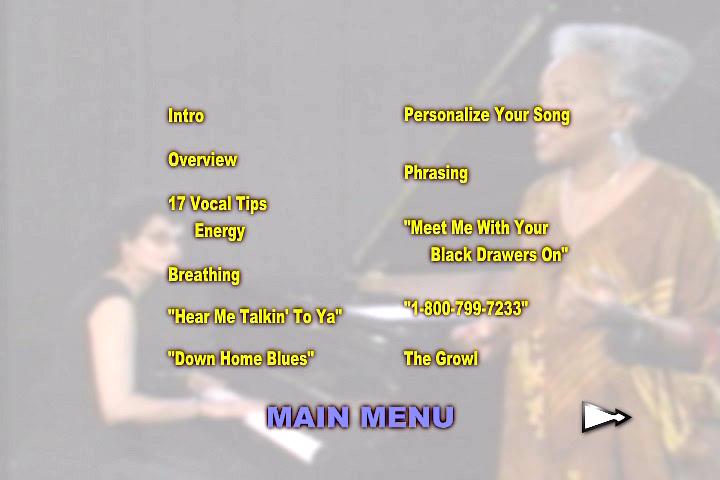 Intro
Overview
17 Vocal Tips
Energy
Breathing
"Hear Me Talkin' To Ya"
"Down Home Blues"
Personalize Your Song
Phrasing
"Meet Me With Your
Black Drawers On"
"1-800-799-7233"
The Growl
MAIN MENU